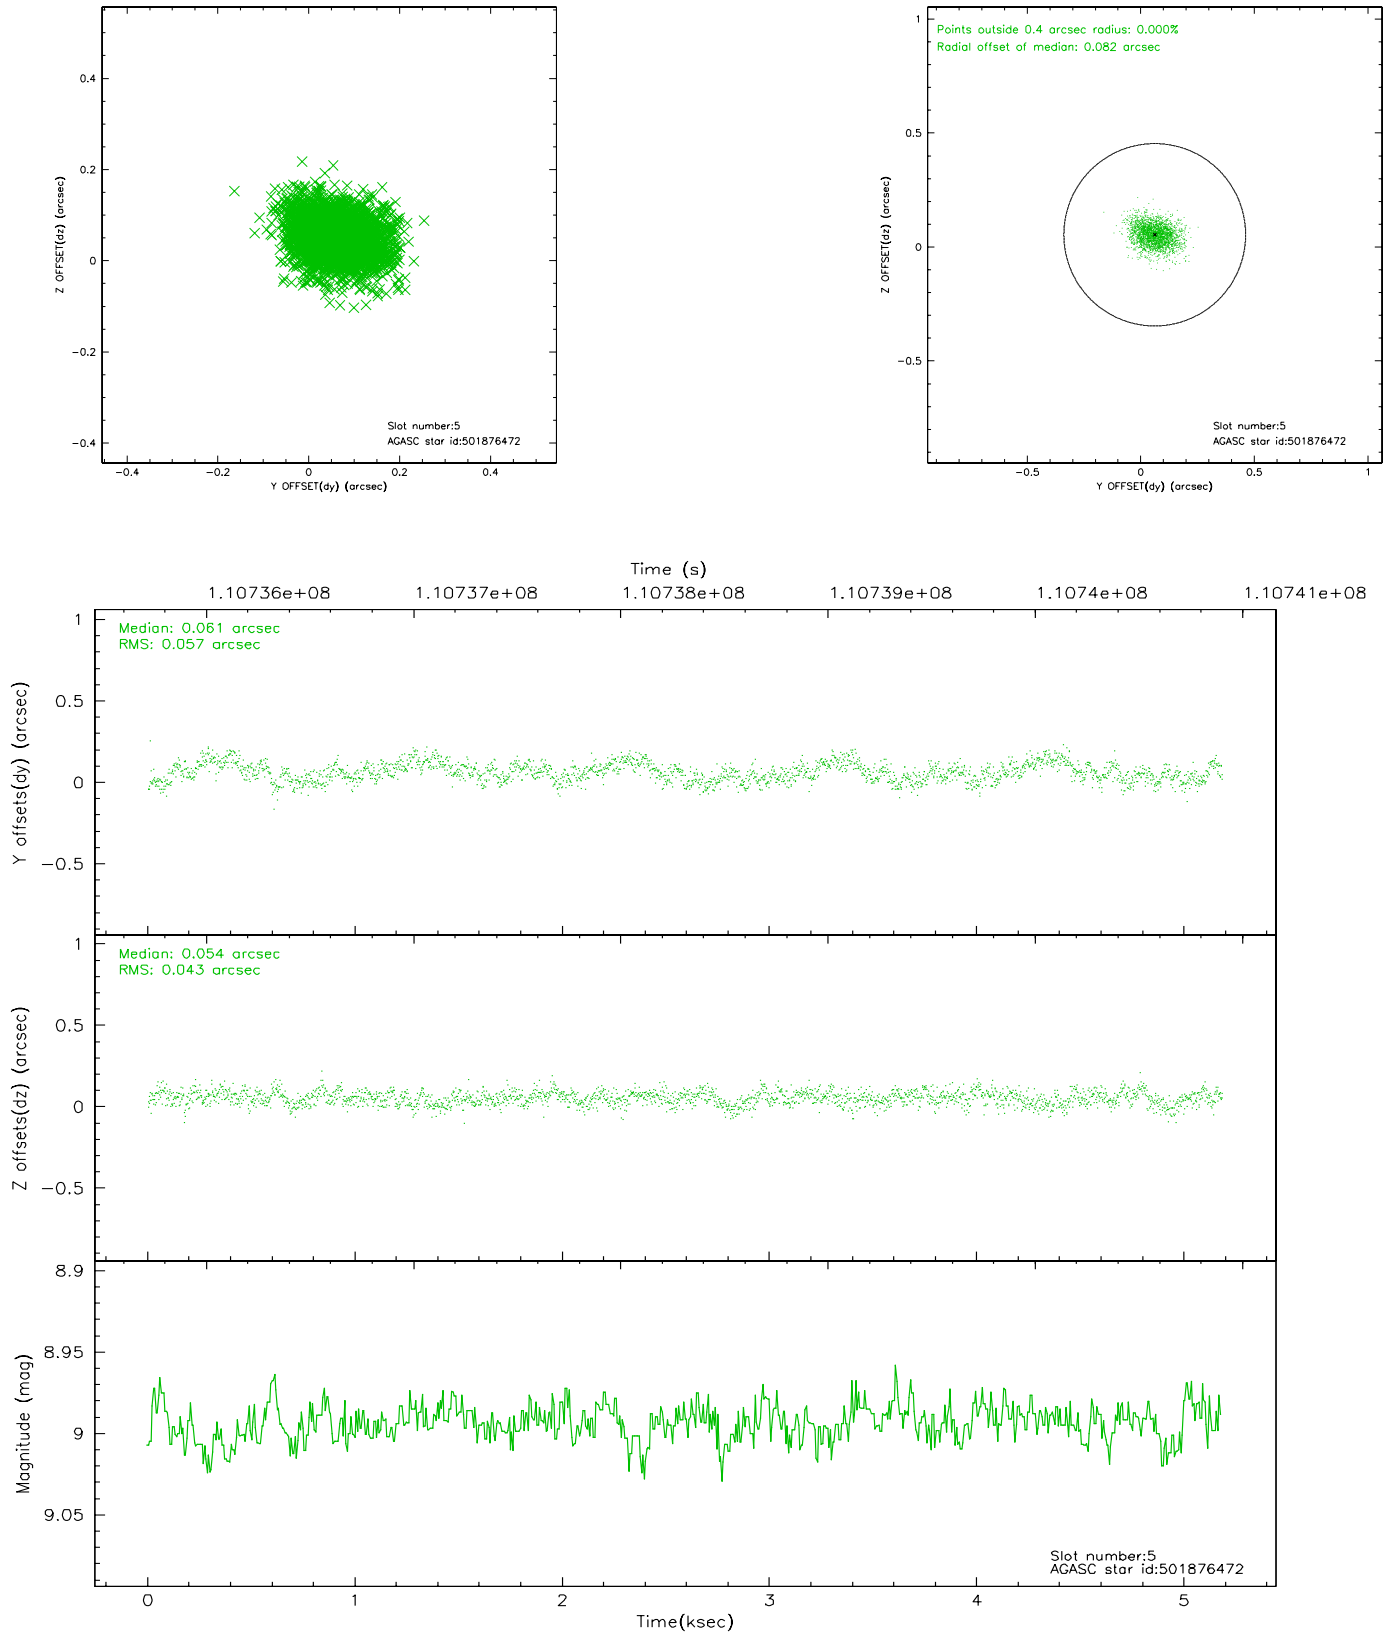 0.4
0.2
0
−0.2
−0.4
Z OFFSET(dz) (arcsec)
Slot number:5
AGASC star id:501876472
−0.4 −0.2 0 0.2 0.4
Y OFFSET(dy) (arcsec)
Points outside 0.4 arcsec radius: 0.000%
Radial offset of median: 0.082 arcsec
1
0.5
0
−0.5
Z OFFSET(dz) (arcsec)
Slot number:5
AGASC star id:501876472
−0.5 0 0.5 1
Y OFFSET(dy) (arcsec)
Time (s)
1.10736e+08 1.10737e+08 1.10738e+08 1.10739e+08 1.1074e+08 1.10741e+08
Median: 0.061 arcsec
RMS: 0.057 arcsec
1
0.5
0
−0.5
Y offsets(dy) (arcsec)
Median: 0.054 arcsec
RMS: 0.043 arcsec
1
0.5
0
−0.5
Z offsets(dz) (arcsec)
8.9
8.95
9
9.05
Magnitude (mag)
Slot number:5
AGASC star id:501876472
0 1 2 3 4 5
Time(ksec)